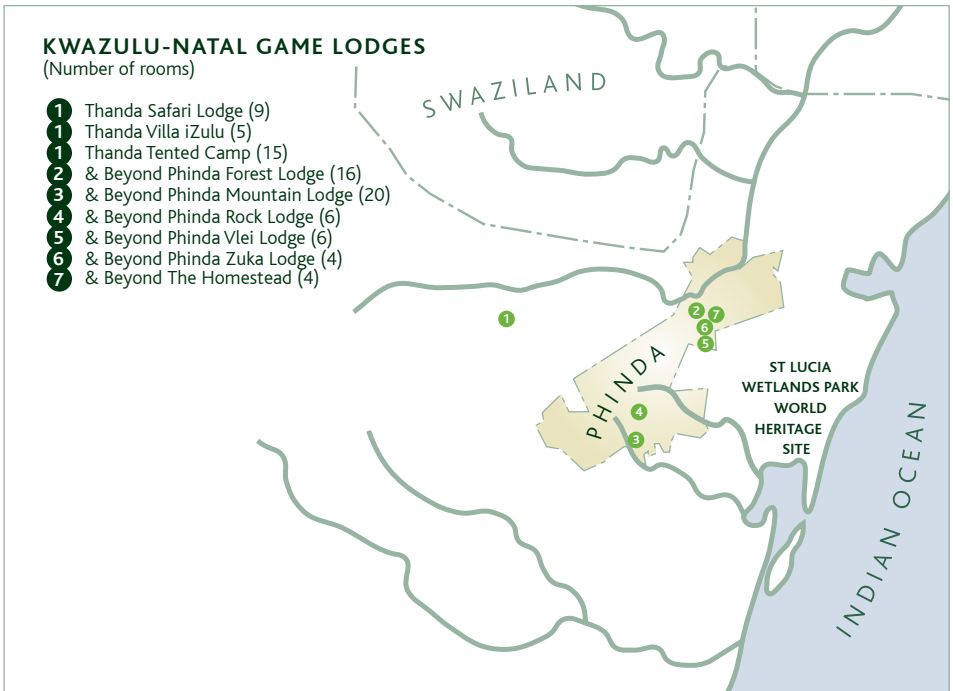 KWAZULU-NATAL GAME LODGES
(Number of rooms)
1 Thanda Safari Lodge (9)
1 Thanda Villa iZulu (5)
1 Thanda Tented Camp (15)
2 & Beyond Phinda Forest Lodge (16)
3 & Beyond Phinda Mountain Lodge (20)
4 & Beyond Phinda Rock Lodge (6)
5 & Beyond Phinda Vlei Lodge (6)
6 & Beyond Phinda Zuka Lodge (4)
7 & Beyond The Homestead (4)
SWAZILAND
1
2
7
6
5
PHINDA
4
3
ST LUCIA
WETLANDS PARK
WORLD
HERITAGE
SITE
INDIAN OCEAN